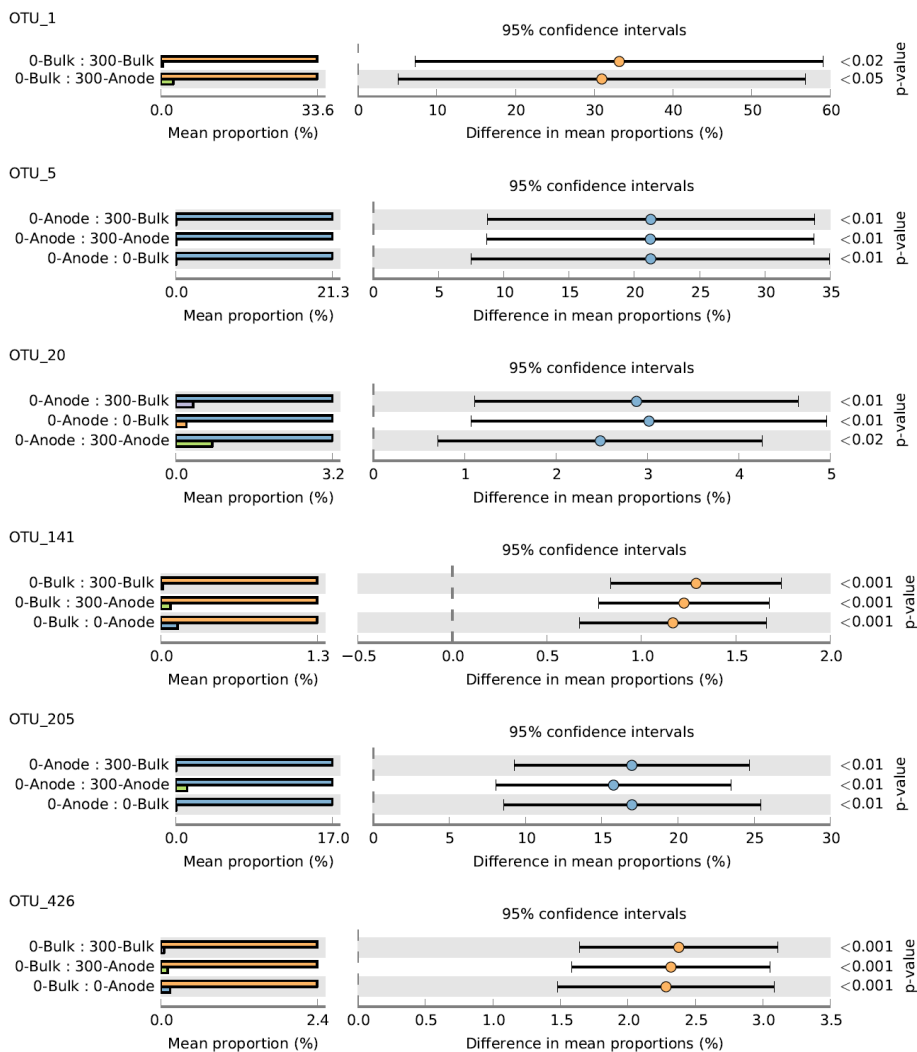 OTU_1
95% confidence intervals
0-Bulk : 300-Bulk <0.02
0-Bulk : 300-Anode <0.05
p-value
0.0 33.6 0 10 20 30 40 50 60
Mean proportion (%) Difference in mean proportions (%)
OTU_5
95% confidence intervals
0-Anode : 300-Bulk <0.01
0-Anode : 300-Anode <0.01
0-Anode : 0-Bulk <0.01
p-value
0.0 21.3 0 5 10 15 20 25 30 35
Mean proportion (%) Difference in mean proportions (%)
OTU_20
95% confidence intervals
0-Anode : 300-Bulk <0.01
0-Anode : 0-Bulk <0.01
0-Anode : 300-Anode <0.02
p-value
0.0 3.2 0 1 2 3 4 5
Mean proportion (%) Difference in mean proportions (%)
OTU_141
95% confidence intervals
0-Bulk : 300-Bulk <0.001
0-Bulk : 300-Anode <0.001
0-Bulk : 0-Anode <0.001
p-value
0.0 1.3 −0.5 0.0 0.5 1.0 1.5 2.0
Mean proportion (%) Difference in mean proportions (%)
OTU_205
95% confidence intervals
0-Anode : 300-Bulk <0.01
0-Anode : 300-Anode <0.01
0-Anode : 0-Bulk <0.01
p-value
0.0 17.0 0 5 10 15 20 25 30
Mean proportion (%) Difference in mean proportions (%)
OTU_426
95% confidence intervals
0-Bulk : 300-Bulk <0.001
0-Bulk : 300-Anode <0.001
0-Bulk : 0-Anode <0.001
p-value
0.0 2.4 0.0 0.5 1.0 1.5 2.0 2.5 3.0 3.5
Mean proportion (%) Difference in mean proportions (%)